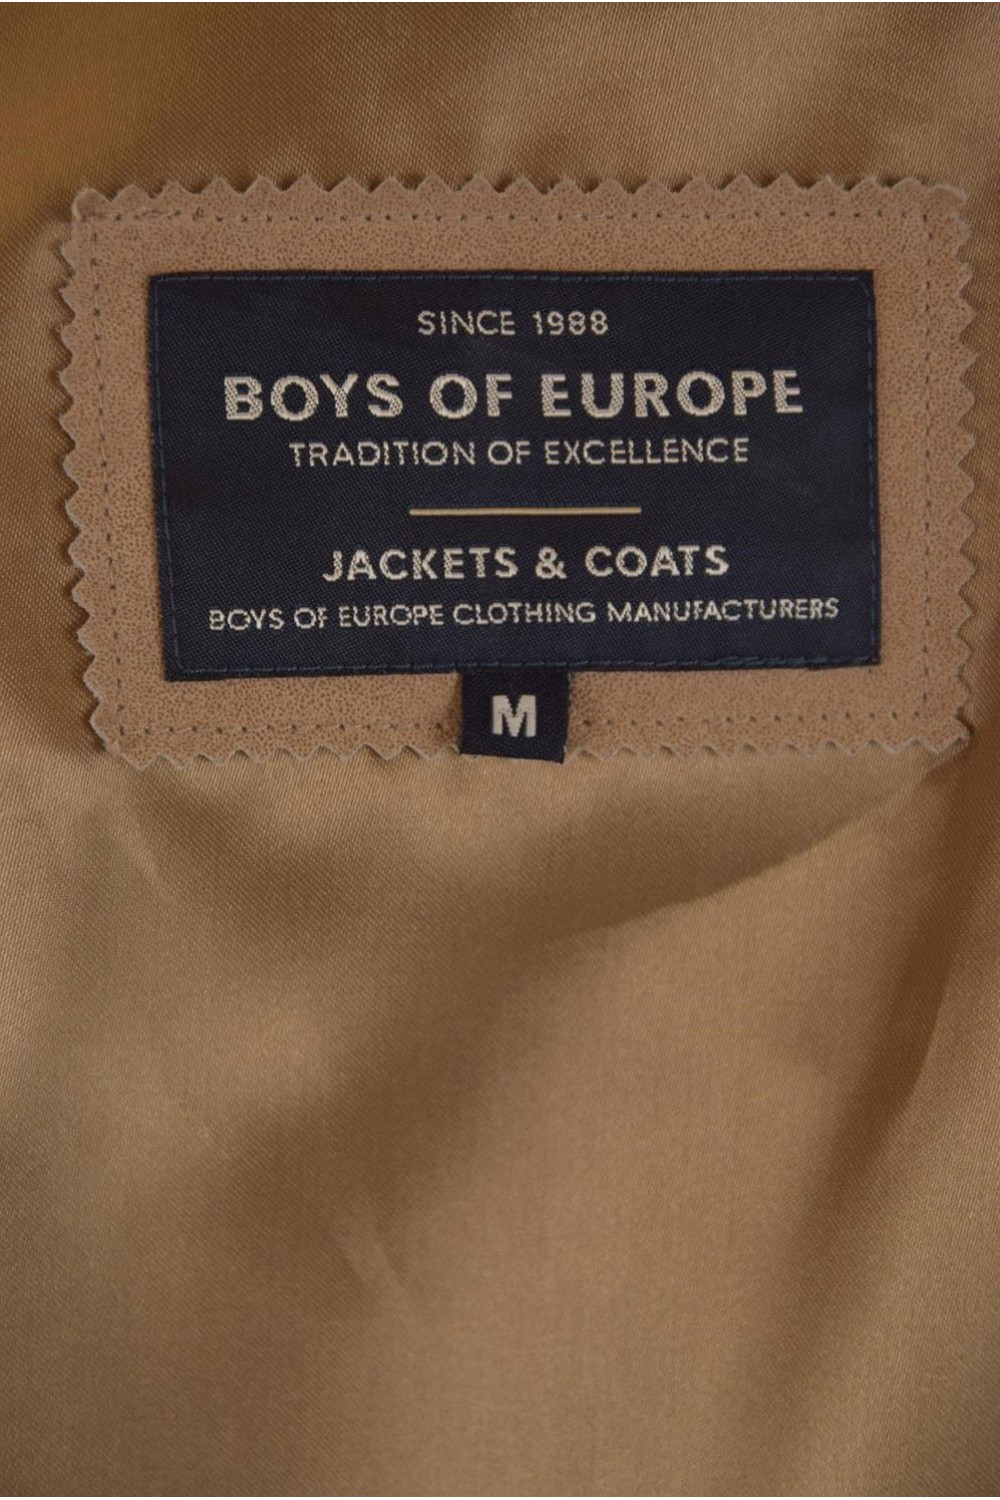 SINCE 1988
BOYS OF EUROPE
TRADITION OF EXCELLENCE
JACKETS & COATS
BOYS OF EUROPE CLOTHING MANUFACTURERS
M